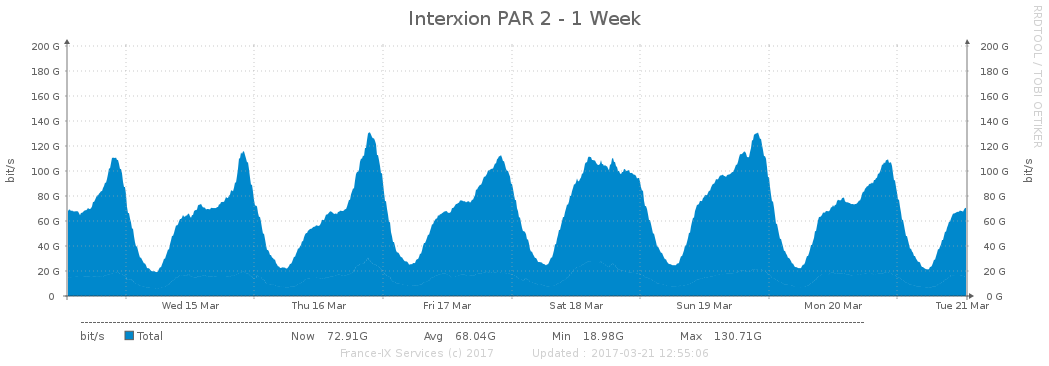 Interxion PAR 2 - 1 Week
RRDTOOL / TOBI OETIKER
200 G 200 G
180 G 180 G
160 G 160 G
140 G 140 G
120 G 120 G
100 G 100 G
80 G 80 G
60 G 60 G
40 G 40 G
20 G 20 G
0 0 G
bit/s
bit/s
Wed 15 Mar Thu 16 Mar Fri 17 Mar Sat 18 Mar Sun 19 Mar Mon 20 Mar Tue 21 Mar
bit/s Total Now 72.91G Avg 68.04G Min 18.98G Max 130.71G
France-IX Services (c) 2017 Updated : 2017-03-21 12:55:06